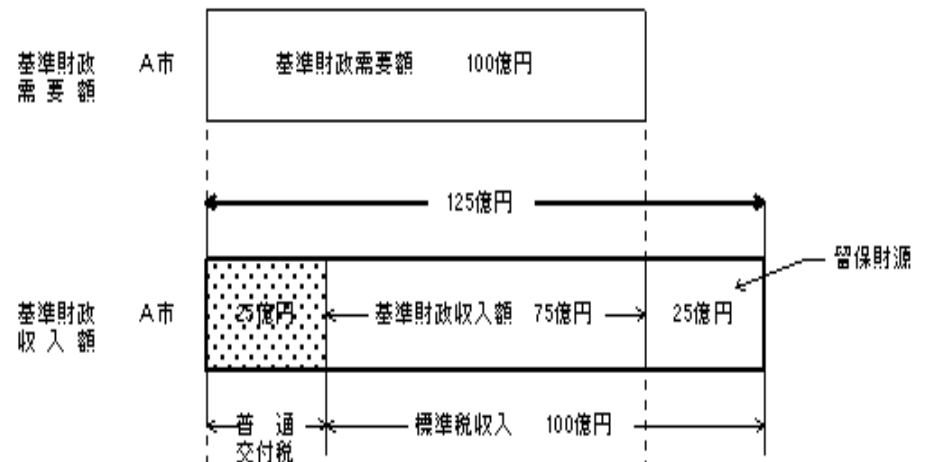 基準財政 A市 基準財政需要額 100億円
需要額
125億円
留保財源
基準財政 A市 25億円 基準財政収入額 75億円 25億円
収入額
普通 標準税収入 100億円
交付税